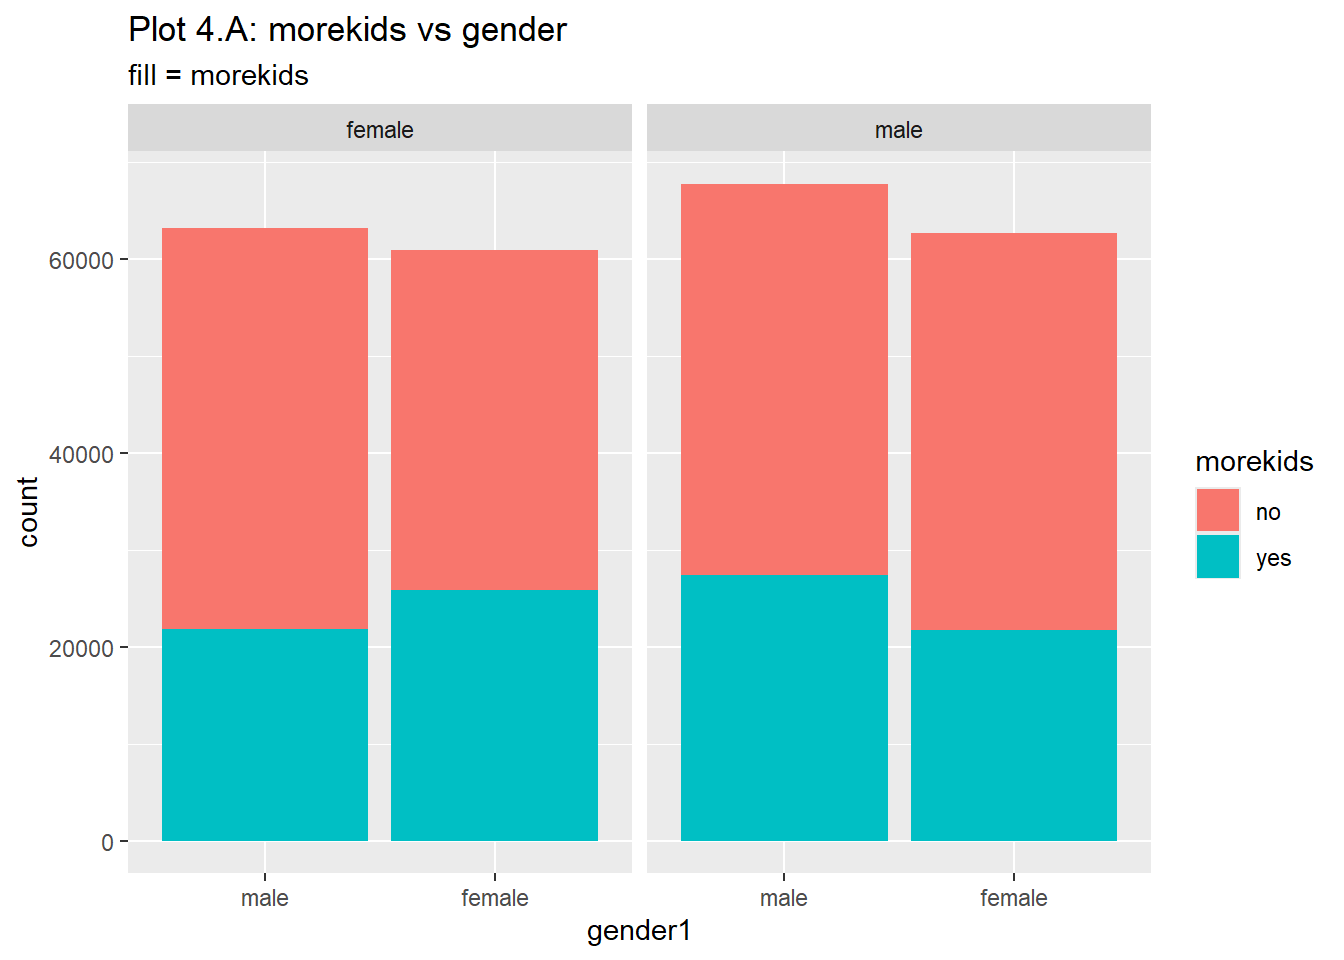 Plot 4.A: morekids vs gender
fill = morekids
female
male
60000
40000
20000
0
count
male
female
male
female
gender1
morekids
no
yes